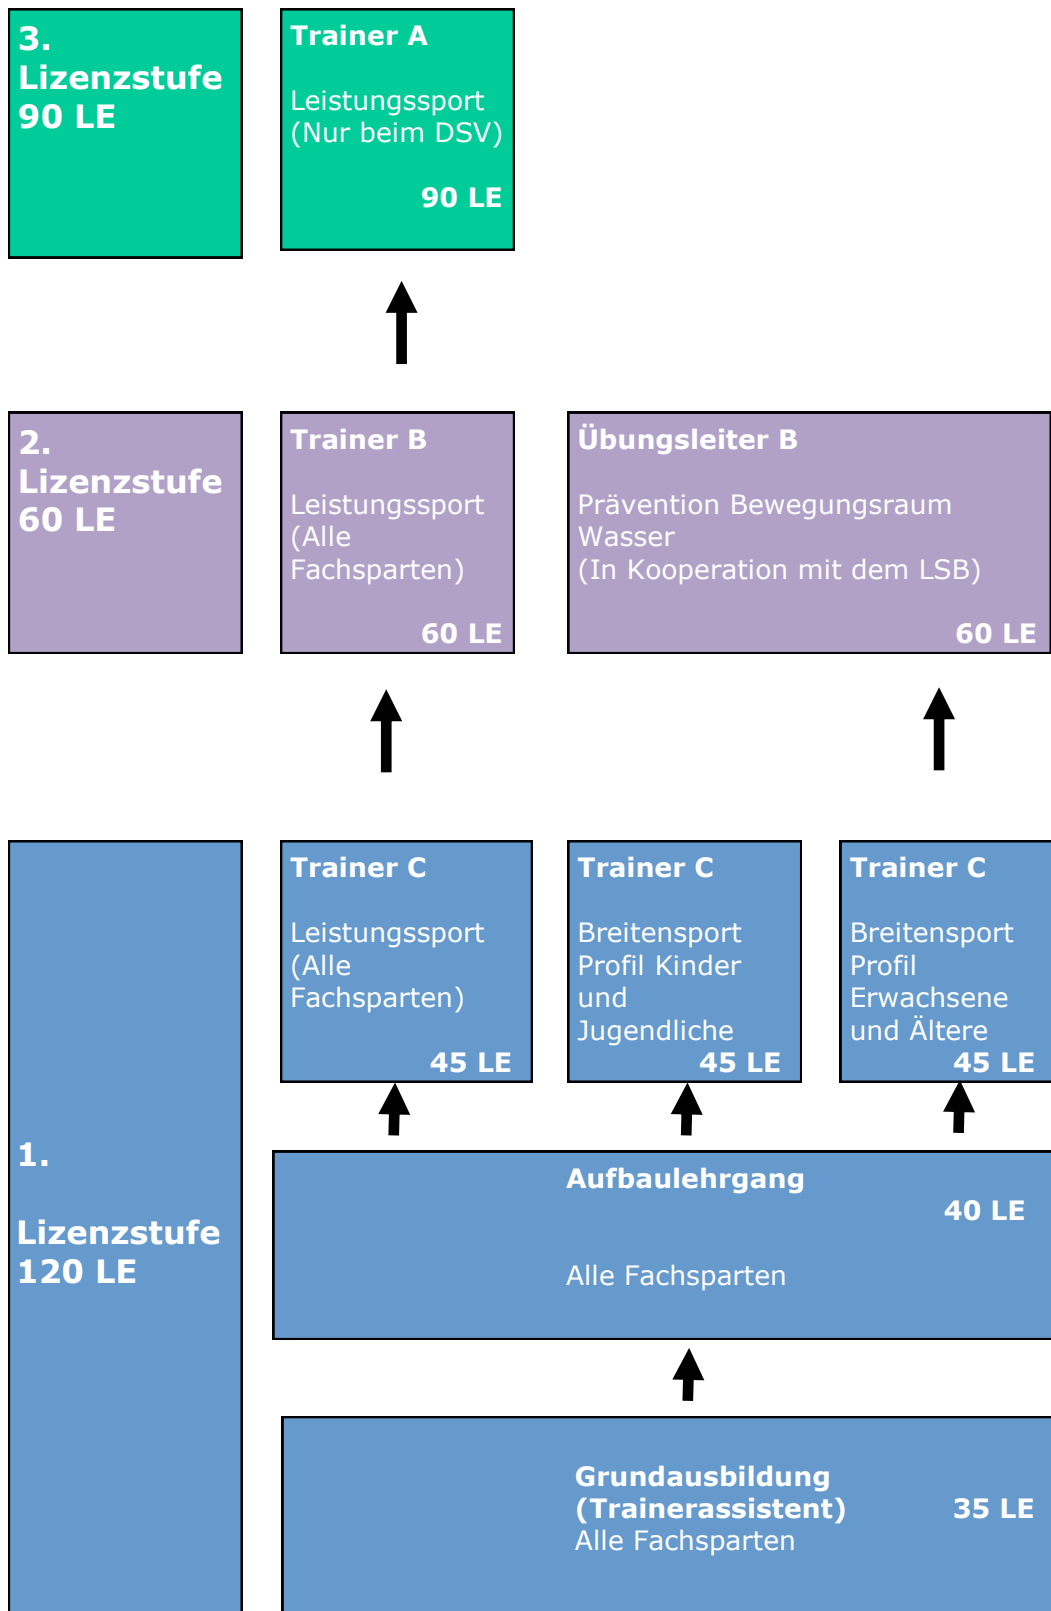 3.
Lizenzstufe
90 LE
Trainer A
Leistungssport
(Nur beim DSV)
90 LE
2.
Lizenzstufe
60 LE
Trainer B
Leistungssport
(Alle
Fachsparten)
60 LE
Übungsleiter B
Prävention Bewegungsraum
Wasser
(In Kooperation mit dem LSB)
60 LE
1.
Lizenzstufe
120 LE
Trainer C
Leistungssport
(Alle
Fachsparten)
45 LE
Trainer C
Breitensport
Profil Kinder
und
Jugendliche
45 LE
Trainer C
Breitensport
Profil
Erwachsene
und Ältere
45 LE
Aufbaulehrgang
40 LE
Alle Fachsparten
Grundausbildung
(Trainerassistent) 35 LE
Alle Fachsparten